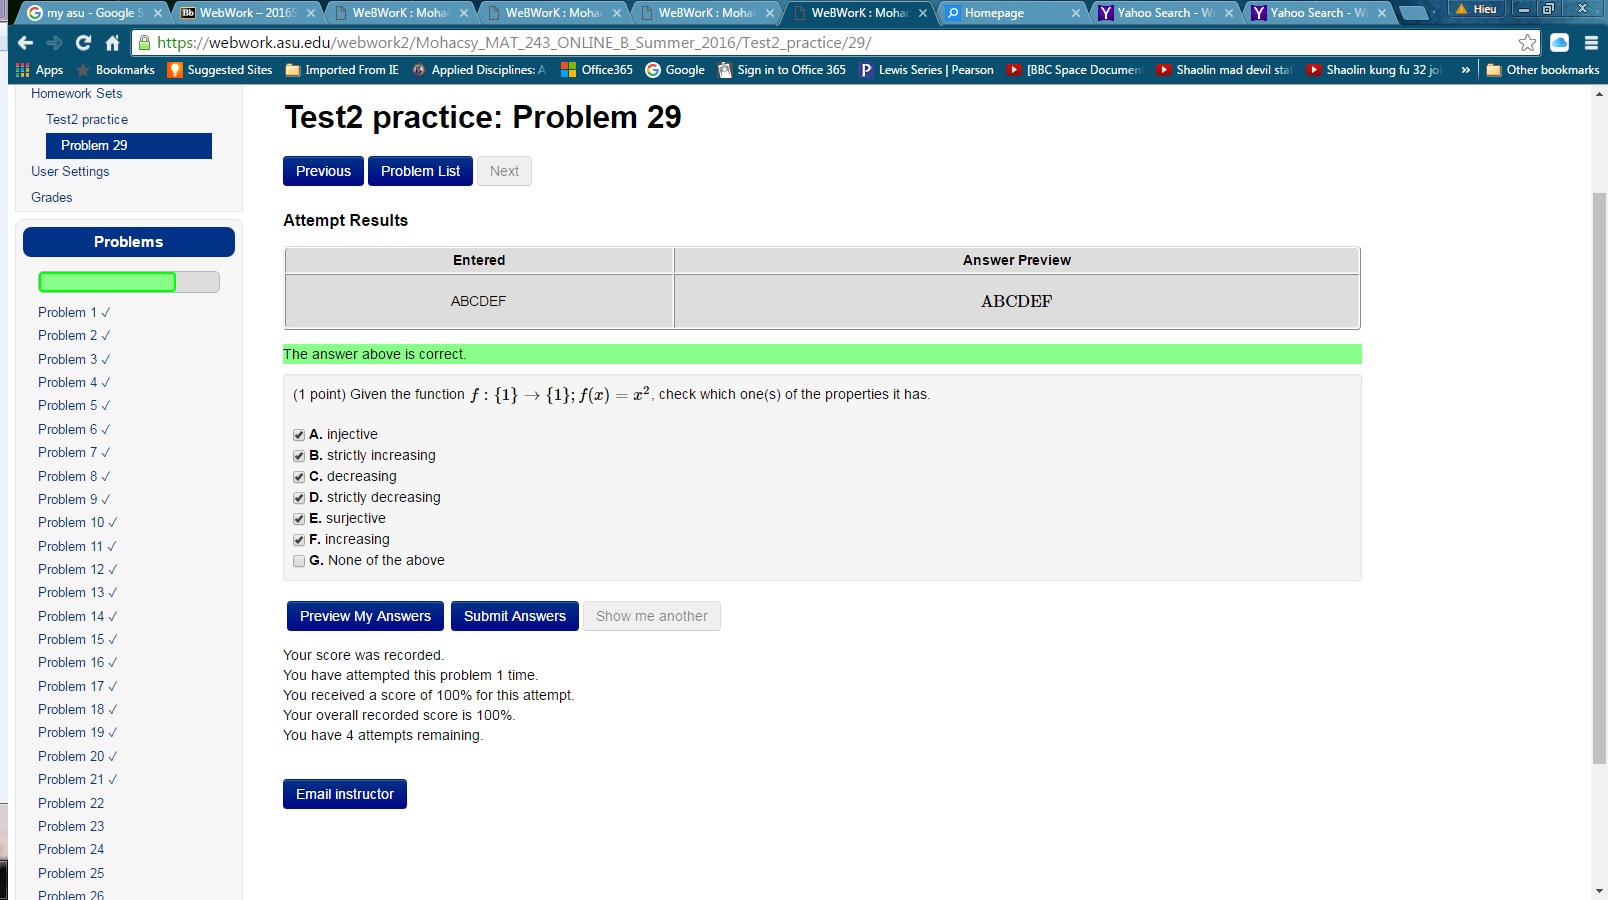 my asu - Google S
WebWork – 2016S
WeBWorK : Mohac
WeBWorK : Mohac
WeBWorK : Mohac
WeBWorK : Mohac
Homepage
Yahoo Search - W
Yahoo Search - W
Hieu
https://webwork.asu.edu/webwork2/Mohacsy_MAT_243_ONLINE_B_Summer_2016/Test2_practice/29/
Apps Bookmarks Suggested Sites Imported From IE Applied Disciplines: A Office365 Google Sign in to Office 365 Lewis Series | Pearson [BBC Space Documen Shaolin mad devil sta Shaolin kung fu 32 joi » Other bookmarks
Homework Sets
Test2 practice
Problem 29
User Settings
Grades
Problems
Problem 1 ✓
Problem 2 ✓
Problem 3 ✓
Problem 4 ✓
Problem 5 ✓
Problem 6 ✓
Problem 7 ✓
Problem 8 ✓
Problem 9 ✓
Problem 10 ✓
Problem 11 ✓
Problem 12 ✓
Problem 13 ✓
Problem 14 ✓
Problem 15 ✓
Problem 16 ✓
Problem 17 ✓
Problem 18 ✓
Problem 19 ✓
Problem 20 ✓
Problem 21 ✓
Problem 22
Problem 23
Problem 24
Problem 25
Problem 26
Test2 practice: Problem 29
Previous Problem List Next
Attempt Results
Entered Answer Preview
ABCDEF ABCDEF
The answer above is correct.
(1 point) Given the function f : {1} → {1}; f(x) = x², check which one(s) of the properties it has.
A. injective
B. strictly increasing
C. decreasing
D. strictly decreasing
E. surjective
F. increasing
G. None of the above
Preview My Answers Submit Answers Show me another
Your score was recorded.
You have attempted this problem 1 time.
You received a score of 100% for this attempt.
Your overall recorded score is 100%.
You have 4 attempts remaining.
Email instructor